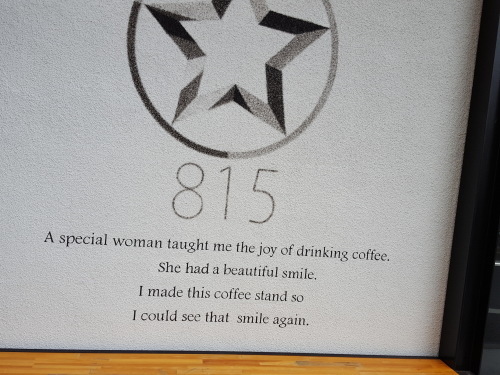 815
A special woman taught me the joy of drinking coffee.
She had a beautiful smile.
I made this coffee stand so
I could see that smile again.